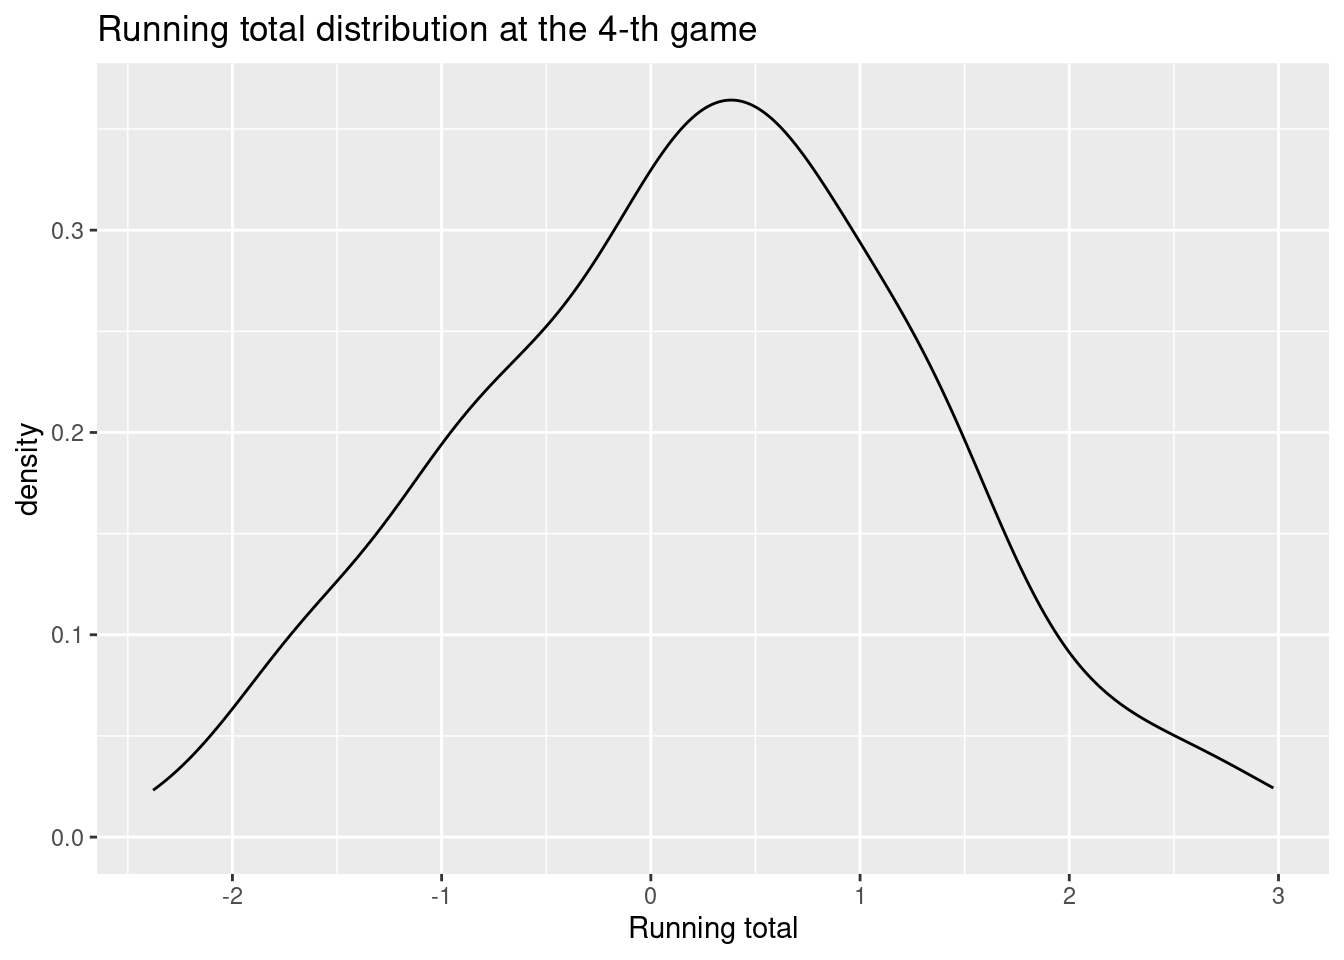 Running total distribution at the 4-th game
density
0.3
0.2
0.1
0.0
-2 -1 0 1 2 3
Running total